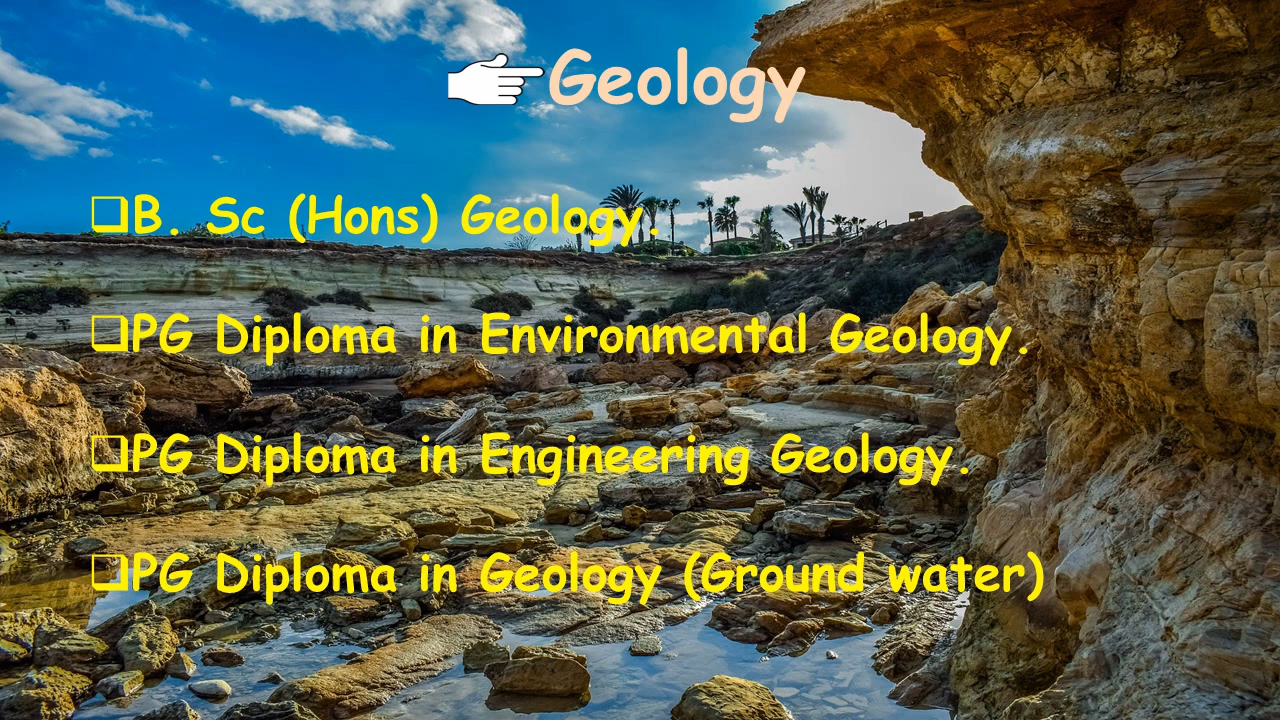 Geology
B. Sc (Hons) Geology.
PG Diploma in Environmental Geology.
PG Diploma in Engineering Geology.
PG Diploma in Geology (Ground water)